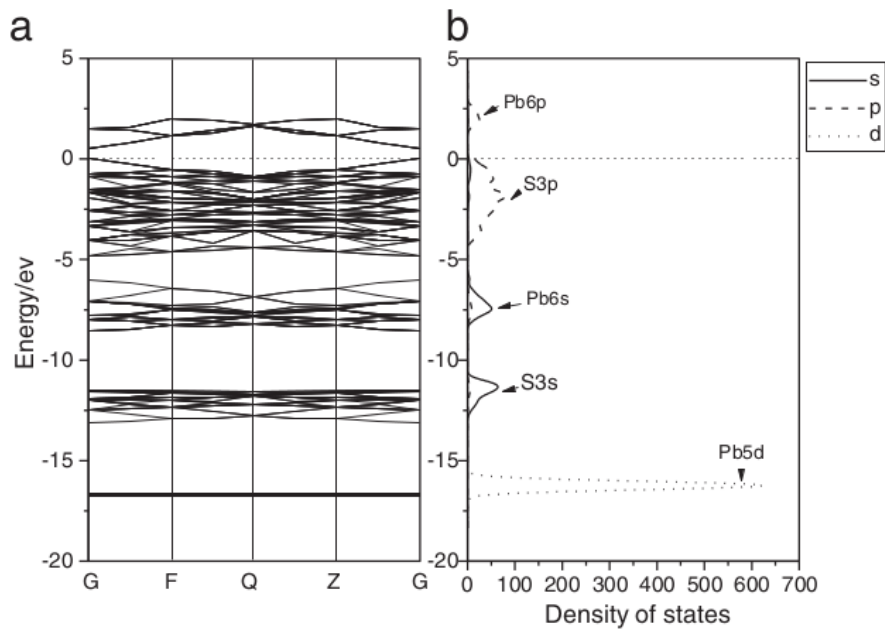 a
b
5
0
-5
-10
-15
-20
Energy/ev
G F Q Z G
5
0
-5
-10
-15
-20
Pb6p
S3p
Pb6s
S3s
Pb5d
0 100 200 300 400 500 600 700
Density of states
s
p
d